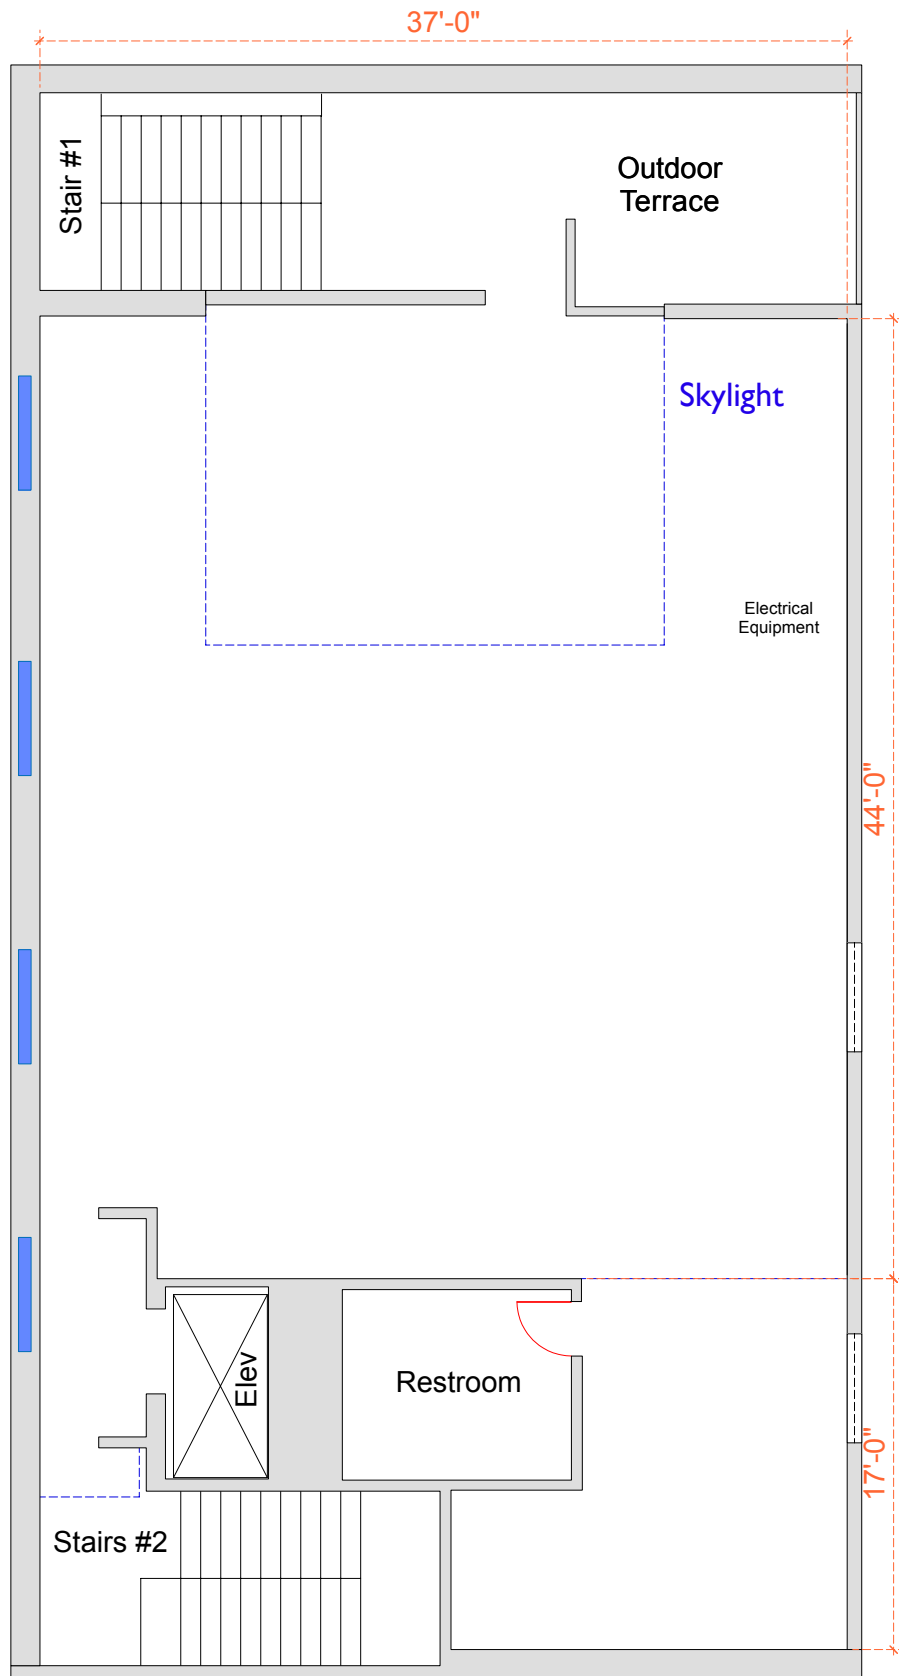 37'-0"
Stair #1
Outdoor
Terrace
Skylight
Electrical
Equipment
44'-0"
Elev
Restroom
17'-0"
Stairs #2